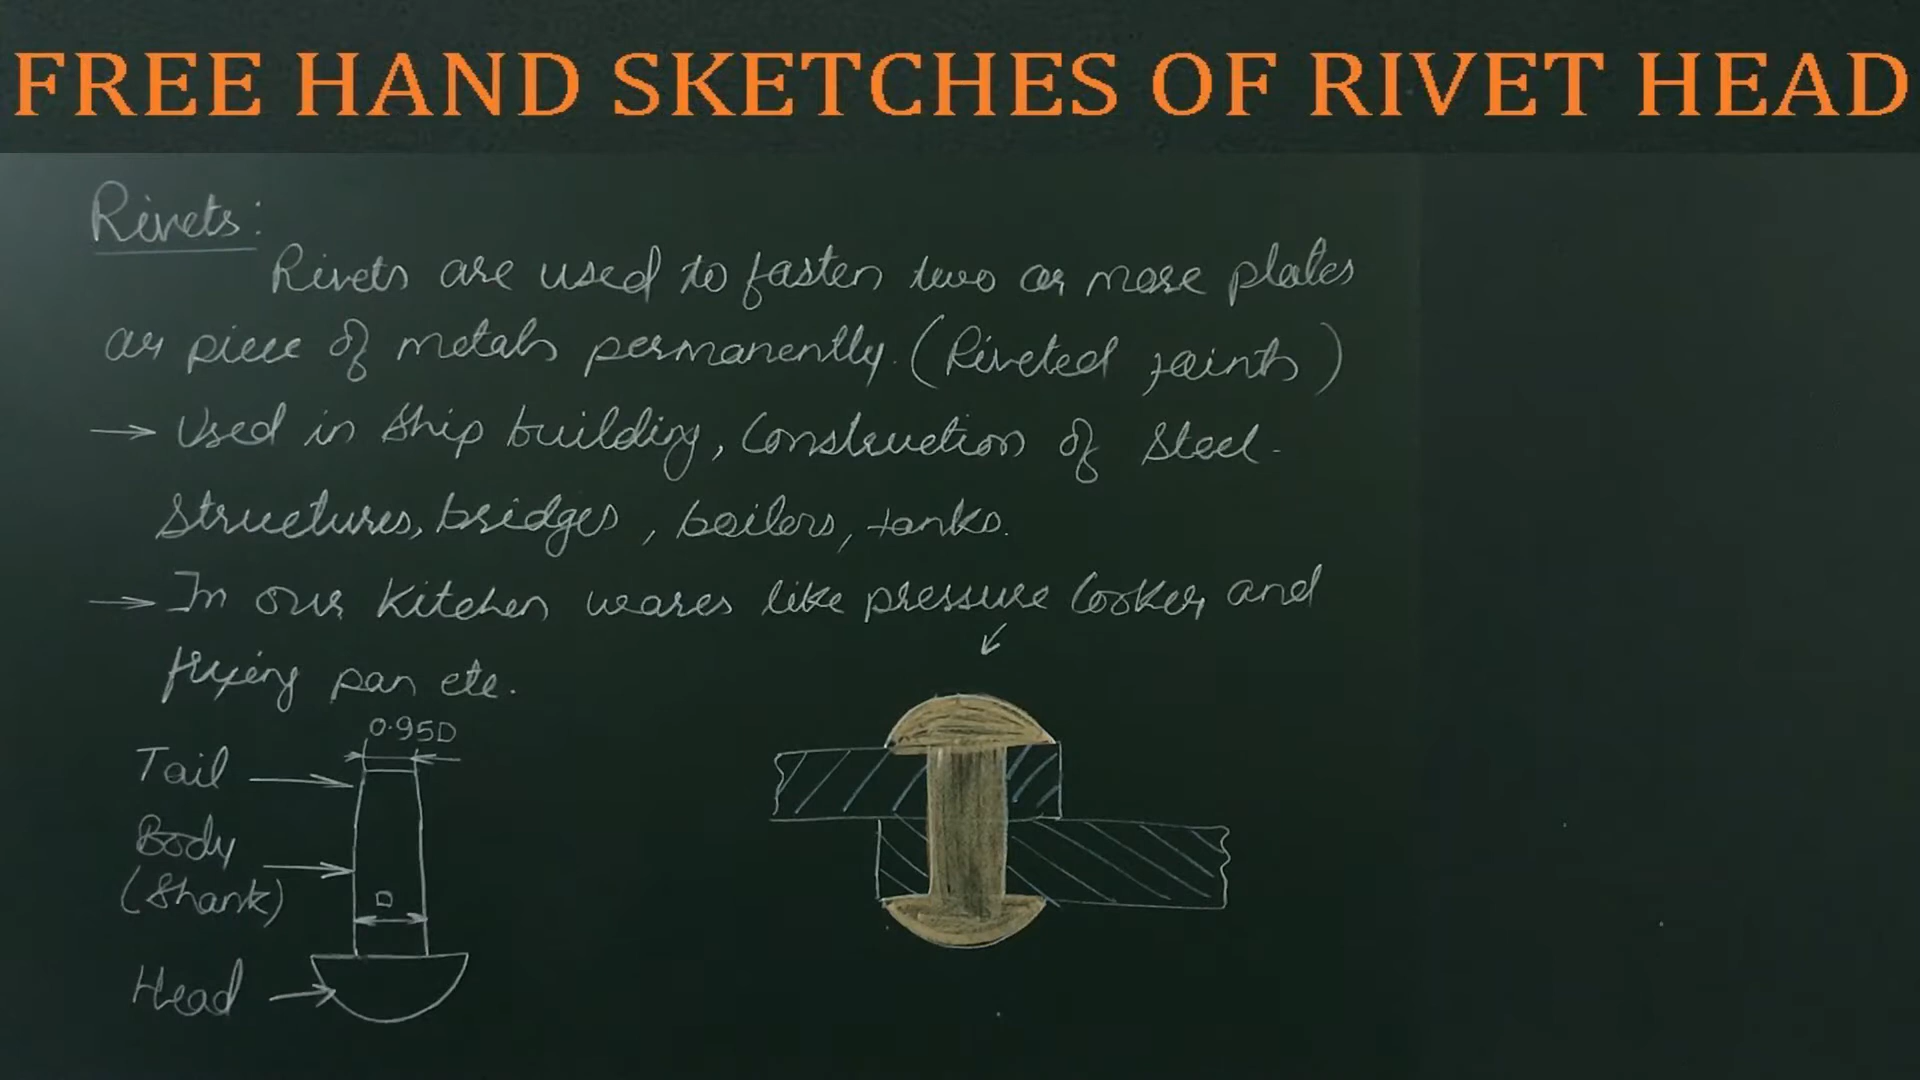 FREE HAND SKETCHES OF RIVET HEAD
Rivets:
Rivets are used to fasten two or more plates
or piece of metals permanently. (Riveted joints)
→ Used in Ship building, Construction of Steel-
Structures, bridges, boilers, tanks.
→ In our Kitchen wares like pressure Cooker, and
frying pan etc.
0.95D
Tail
Body
(Shank)
D
Head